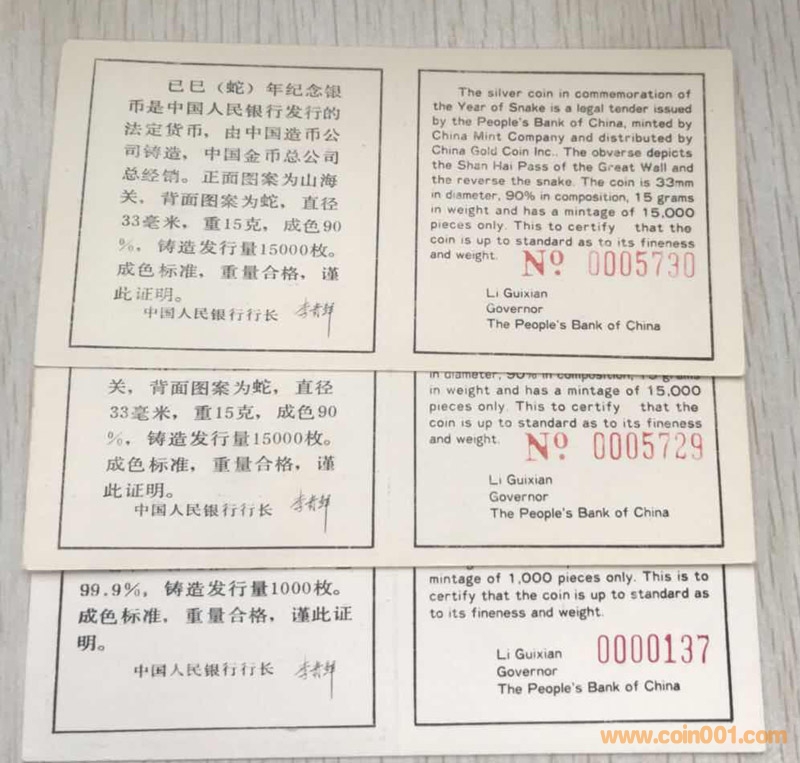 己巳（蛇）年纪念银
币是中国人民银行发行的
法定货币，由中国造币公
司铸造，中国金币总公司
总经销。正面图案为山海
关，背面图案为蛇，直径
33毫米，重15克，成色90
%，铸造发行量15000枚。
成色标准，重量合格，谨
此证明。
中国人民银行行长 李贵鲜
The silver coin in commemoration of
the Year of Snake is a legal tender issued
by the People's Bank of China, minted by
China Mint Company and distributed by
China Gold Coin Inc.. The obverse depicts
the Shan Hai Pass of the Great Wall and
the reverse the snake. The coin is 33mm
in diameter, 90% in composition, 15 grams
in weight and has a mintage of 15,000
pieces only. This to certify that the
coin is up to standard as to its fineness
and weight. No. 0005730
Li Guixian
Governor
The People's Bank of China
关，背面图案为蛇，直径
33毫米，重15克，成色90
%，铸造发行量15000枚。
成色标准，重量合格，谨
此证明。
中国人民银行行长 李贵鲜
in diameter, 90% in composition, 15 grams
in weight and has a mintage of 15,000
pieces only. This to certify that the
coin is up to standard as to its fineness
and weight. No. 0005729
Li Guixian
Governor
The People's Bank of China
99.9%，铸造发行量1000枚。
成色标准，重量合格，谨此证
明。
中国人民银行行长 李贵鲜
mintage of 1,000 pieces only. This is to
certify that the coin is up to standard as
to its fineness and weight.
0000137
Li Guixian
Governor
The People's Bank of China
www.coin001.com